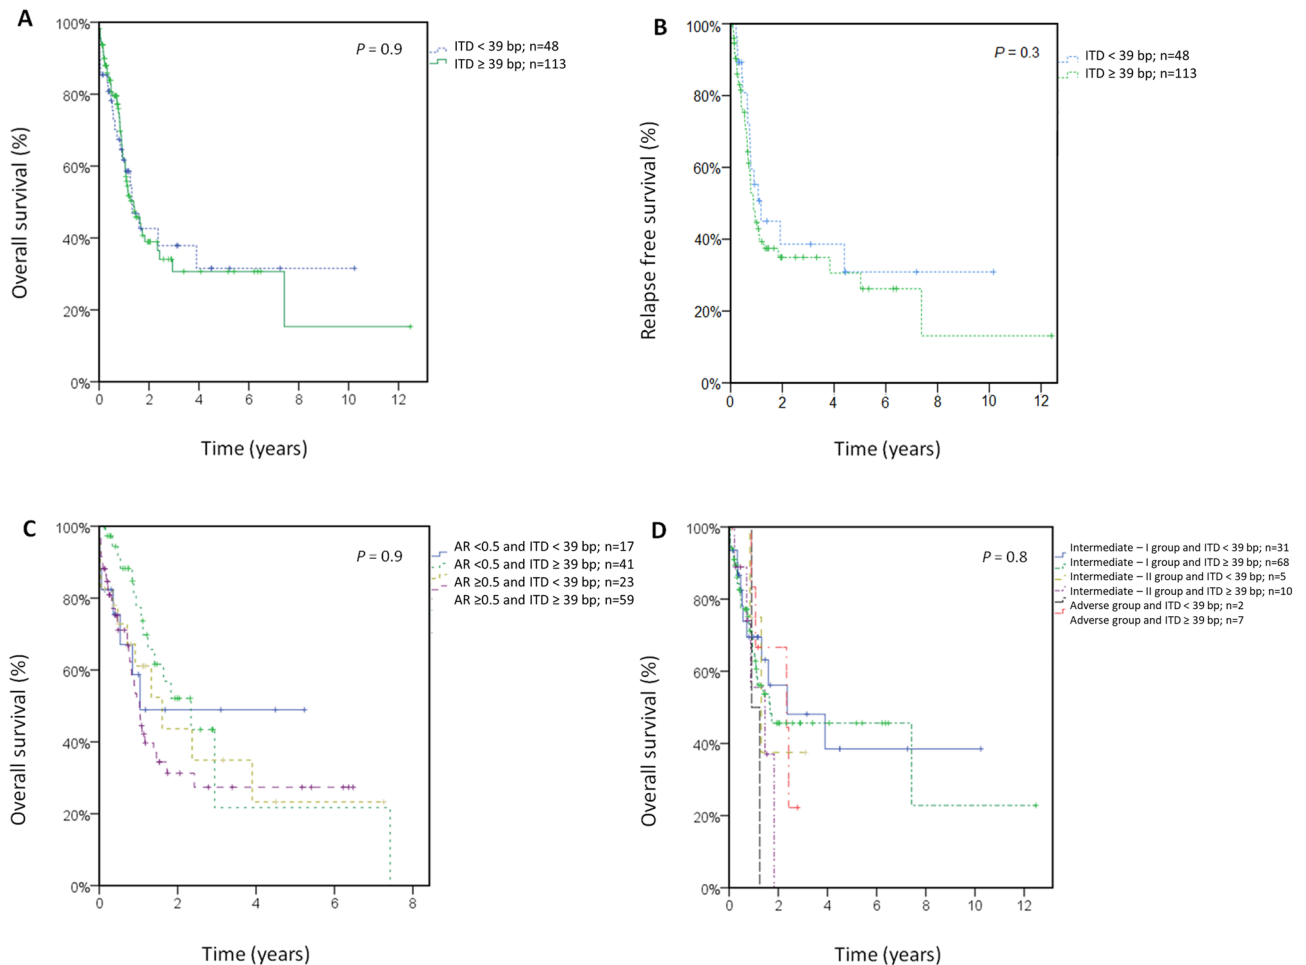 A
100%
80%
60%
40%
20%
0%
0 2 4 6 8 10 12
Overall survival (%)
Time (years)
P = 0.9
ITD < 39 bp; n=48
ITD ≥ 39 bp; n=113
B
100%
80%
60%
40%
20%
0%
0 2 4 6 8 10 12
Relapse free survival (%)
Time (years)
P = 0.3
ITD < 39 bp; n=48
ITD ≥ 39 bp; n=113
C
100%
80%
60%
40%
20%
0%
0 2 4 6 8
Overall survival (%)
Time (years)
P = 0.9
AR <0.5 and ITD < 39 bp; n=17
AR <0.5 and ITD ≥ 39 bp; n=41
AR ≥0.5 and ITD < 39 bp; n=23
AR ≥0.5 and ITD ≥ 39 bp; n=59
D
100%
80%
60%
40%
20%
0%
0 2 4 6 8 10 12
Overall survival (%)
Time (years)
P = 0.8
Intermediate – I group and ITD < 39 bp; n=31
Intermediate – I group and ITD ≥ 39 bp; n=68
Intermediate – II group and ITD < 39 bp; n=5
Intermediate – II group and ITD ≥ 39 bp; n=10
Adverse group and ITD < 39 bp; n=2
Adverse group and ITD ≥ 39 bp; n=7